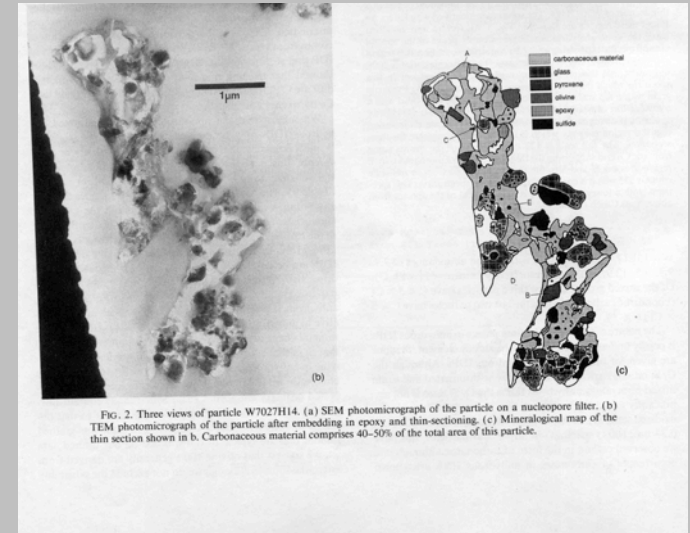 A
carbonaceous material
glass
pyroxene
olivine
epoxy
sulfide
1μm
C
F
E
D
B
(b)
(c)
FIG. 2. Three views of particle W7027H14. (a) SEM photomicrograph of the particle on a nucleopore filter. (b)
TEM photomicrograph of the particle after embedding in epoxy and thin-sectioning. (c) Mineralogical map of the
thin section shown in b. Carbonaceous material comprises 40–50% of the total area of this particle.